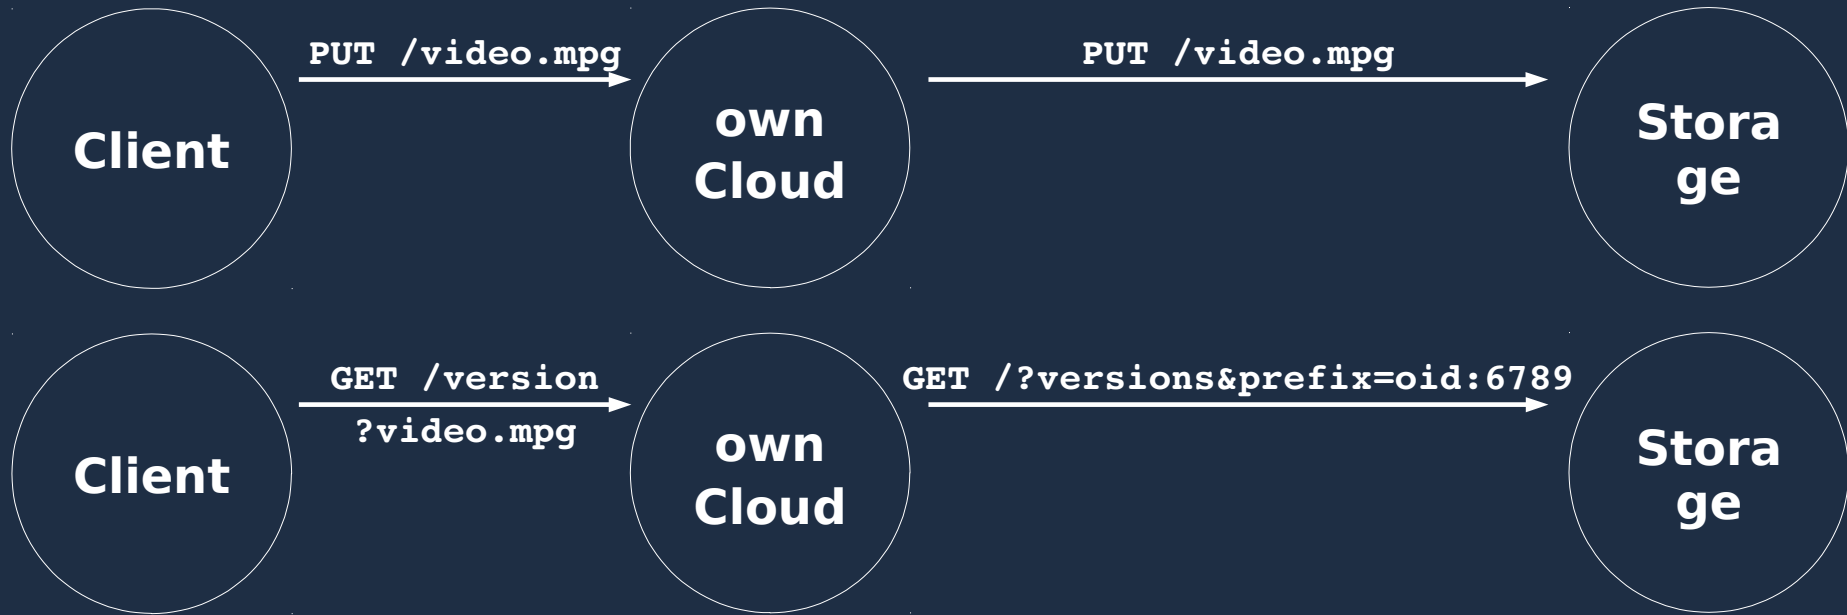 PUT /video.mpg
PUT /video.mpg
Client
own
Cloud
Stora
ge
GET /version
?video.mpg
GET /?versions&prefix=oid:6789
Client
own
Cloud
Stora
ge